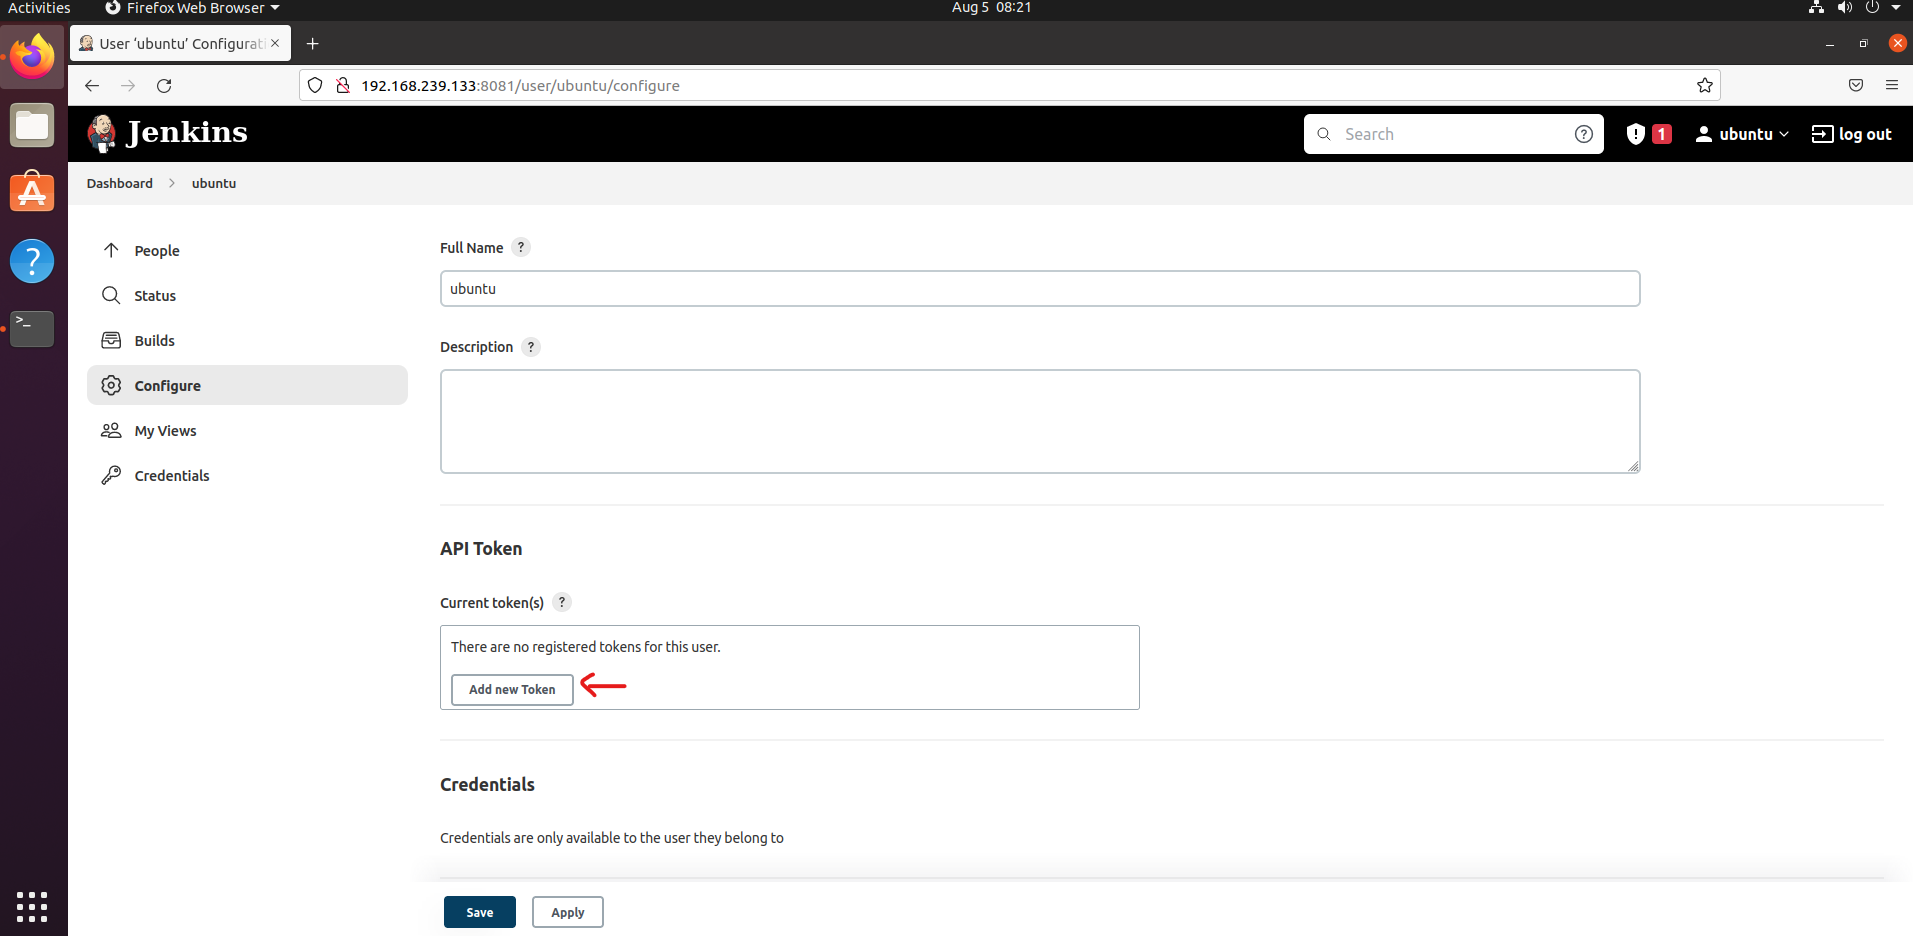 Activities Firefox Web Browser Aug 5 08:21
User ‘ubuntu’ Configurati
192.168.239.133:8081/user/ubuntu/configure
Jenkins Search ? 1 ubuntu log out
Dashboard ubuntu
People
Status
Builds
Configure
My Views
Credentials
Full Name ?
ubuntu
Description ?
API Token
Current token(s) ?
There are no registered tokens for this user.
Add new Token
Credentials
Credentials are only available to the user they belong to
Save Apply